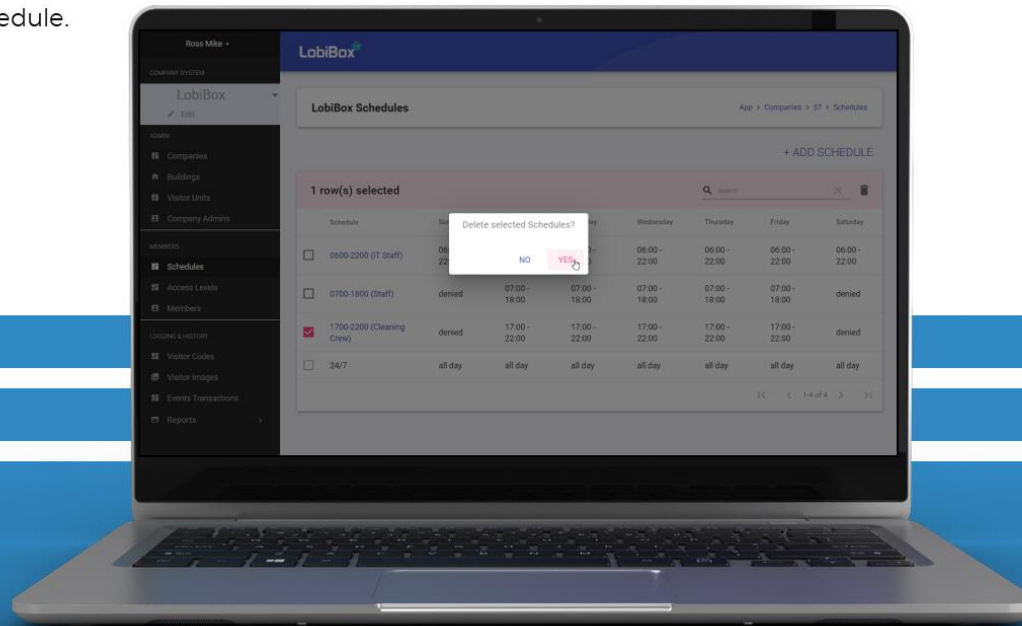 edule.
Ross Mike
LobiBox
COMPANY SYSTEM
LobiBox
Edit
LobiBox Schedules
App > Companies > 57 > Schedules
ADMIN
Companies
Buildings
Visitor Units
Company Admins
+ ADD SCHEDULE
1 row(s) selected
Search
MEMBERS
Schedules
Access Levels
Members
LOGGING & HISTORY
Visitor Codes
Visitor Images
Events Transactions
Reports
Schedule Wednesday Thursday Friday Saturday
Delete selected Schedules?
NO YES
0600-2200 (IT Staff) 06:00 - 22:00 06:00 - 22:00 06:00 - 22:00 06:00 - 22:00
0700-1800 (Staff) denied 07:00 - 18:00 07:00 - 18:00 07:00 - 18:00 07:00 - 18:00 07:00 - 18:00 denied
1700-2200 (Cleaning Crew) denied 17:00 - 22:00 17:00 - 22:00 17:00 - 22:00 17:00 - 22:00 17:00 - 22:00 denied
24/7 all day all day all day all day all day all day all day
1-4 of 4